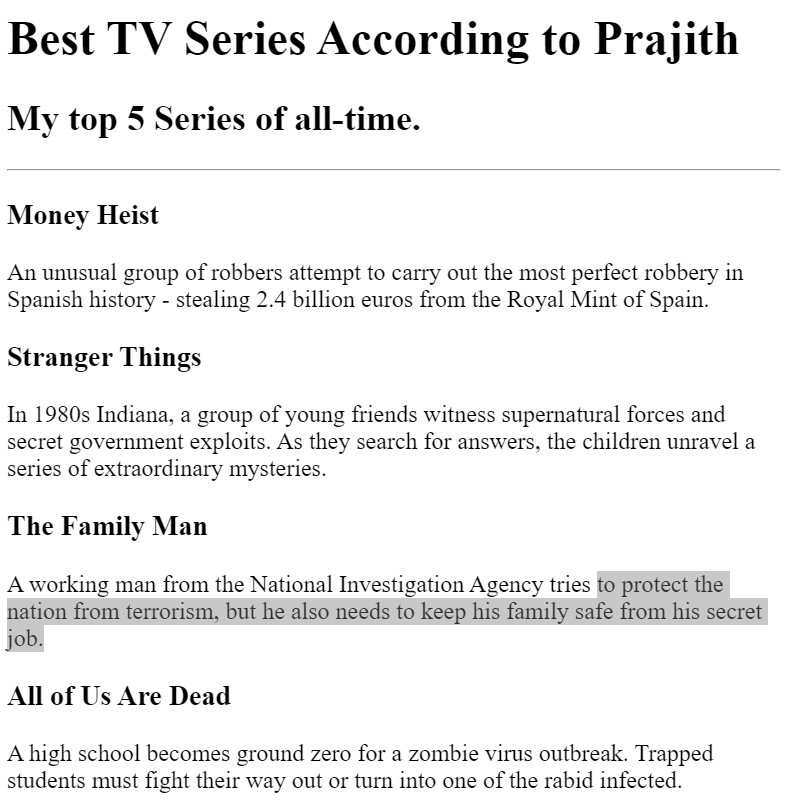 Best TV Series According to Prajith
My top 5 Series of all-time.
Money Heist
An unusual group of robbers attempt to carry out the most perfect robbery in
Spanish history - stealing 2.4 billion euros from the Royal Mint of Spain.
Stranger Things
In 1980s Indiana, a group of young friends witness supernatural forces and
secret government exploits. As they search for answers, the children unravel a
series of extraordinary mysteries.
The Family Man
A working man from the National Investigation Agency tries to protect the
nation from terrorism, but he also needs to keep his family safe from his secret
job.
All of Us Are Dead
A high school becomes ground zero for a zombie virus outbreak. Trapped
students must fight their way out or turn into one of the rabid infected.